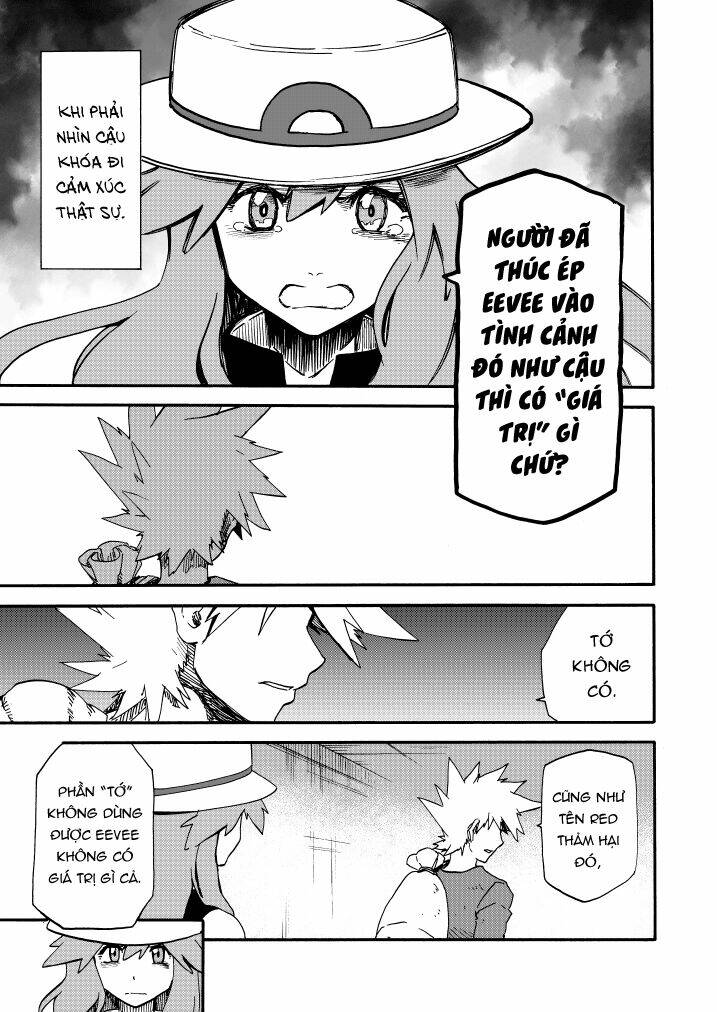 KHI PHẢI
NHÌN CẬU
KHÓA ĐI
CẢM XÚC
THẬT SỰ.
NGƯỜI ĐÃ
THÚC ÉP
EEVEE VÀO
TÌNH CẢNH
ĐÓ NHƯ CẬU
THÌ CÓ “GIÁ
TRỊ” GÌ
CHỨ?
TỚ
KHÔNG
CÓ.
CŨNG NHƯ
TÊN RED
THẢM HẠI
ĐÓ,
PHẦN “TỚ”
KHÔNG DÙNG
ĐƯỢC EEVEE
KHÔNG CÓ
GIÁ TRỊ GÌ CẢ.